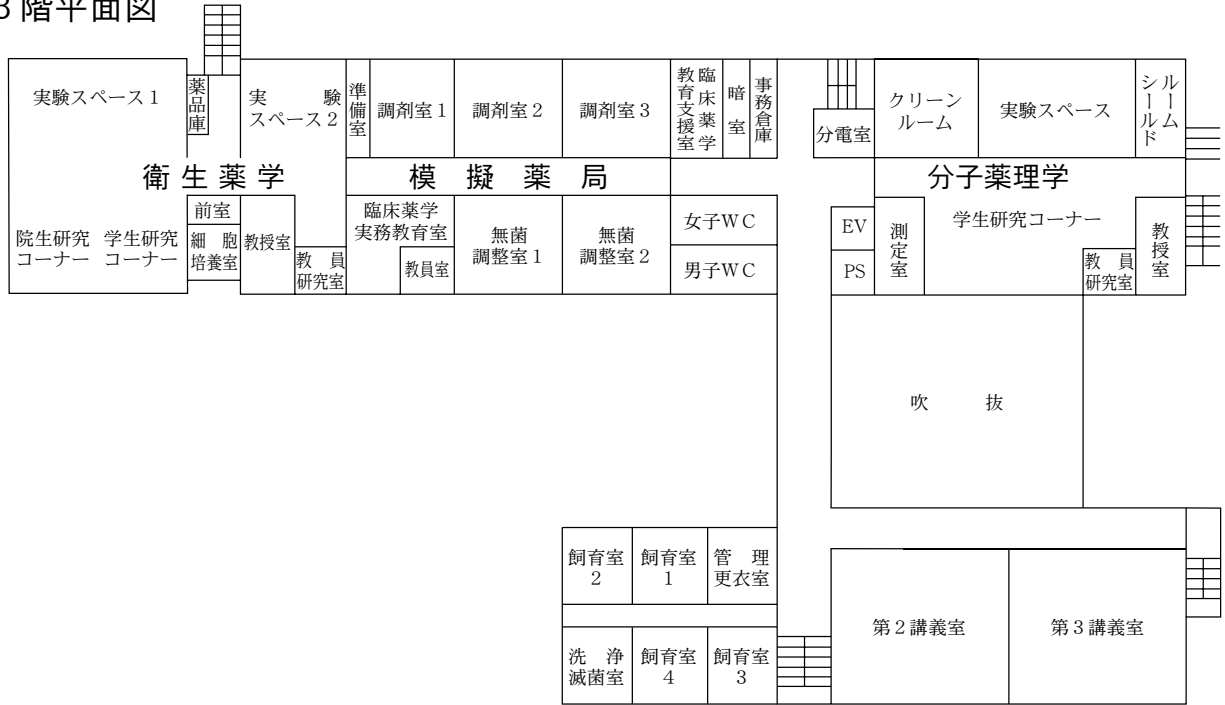 3階平面図
実験スペース1
薬品庫
実　験
スペース2
準備室
調剤室1
調剤室2
調剤室3
臨床薬学
教育支援室
暗室
事務倉庫
分電室
クリーン
ルーム
実験スペース
シールド
ルーム
衛生薬学
模擬薬局
分子薬理学
院生研究
コーナー
学生研究
コーナー
前室
細　胞
培養室
教授室
教　員
研究室
臨床薬学
実務教育室
教員室
無菌
調整室1
無菌
調整室2
女子WC
男子WC
EV
PS
測定室
学生研究コーナー
教　員
研究室
教授室
吹　抜
飼育室
2
飼育室
1
管　理
更衣室
洗　浄
滅菌室
飼育室
4
飼育室
3
第2講義室
第3講義室